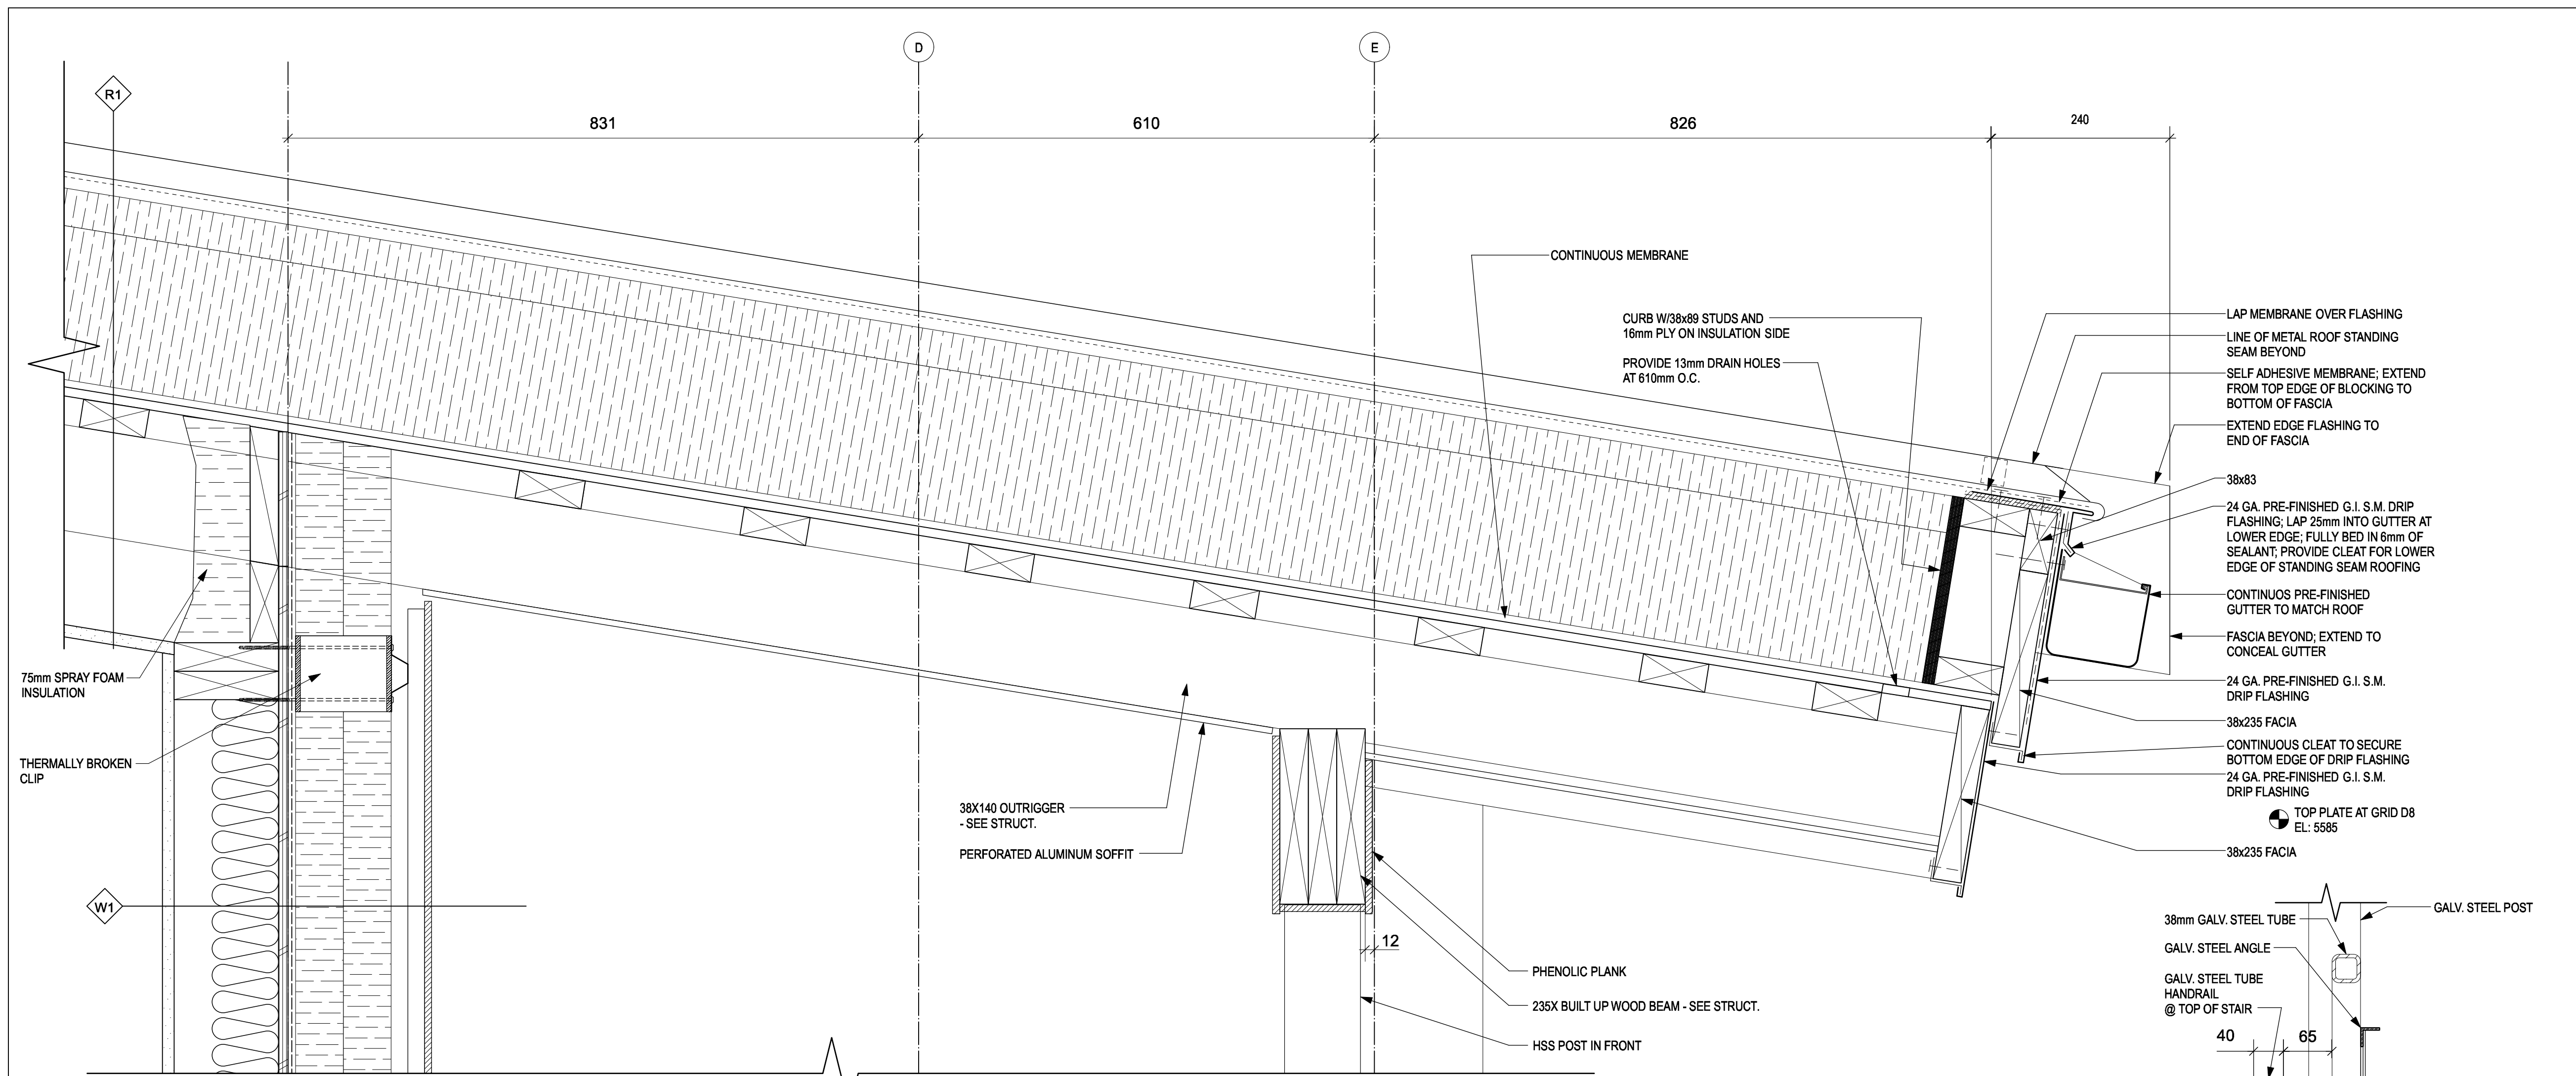 D
E
R1
831
610
826
240
CONTINUOUS MEMBRANE
CURB W/38x89 STUDS AND
16mm PLY ON INSULATION SIDE
PROVIDE 13mm DRAIN HOLES
AT 610mm O.C.
LAP MEMBRANE OVER FLASHING
LINE OF METAL ROOF STANDING
SEAM BEYOND
SELF ADHESIVE MEMBRANE; EXTEND
FROM TOP EDGE OF BLOCKING TO
BOTTOM OF FASCIA
EXTEND EDGE FLASHING TO
END OF FASCIA
38x83
24 GA. PRE-FINISHED G.I. S.M. DRIP
FLASHING; LAP 25mm INTO GUTTER AT
LOWER EDGE; FULLY BED IN 6mm OF
SEALANT; PROVIDE CLEAT FOR LOWER
EDGE OF STANDING SEAM ROOFING
CONTINUOS PRE-FINISHED
GUTTER TO MATCH ROOF
FASCIA BEYOND; EXTEND TO
CONCEAL GUTTER
24 GA. PRE-FINISHED G.I. S.M.
DRIP FLASHING
38x235 FACIA
CONTINUOUS CLEAT TO SECURE
BOTTOM EDGE OF DRIP FLASHING
24 GA. PRE-FINISHED G.I. S.M.
DRIP FLASHING
TOP PLATE AT GRID D8
EL: 5585
38x235 FACIA
75mm SPRAY FOAM
INSULATION
THERMALLY BROKEN
CLIP
W1
38X140 OUTRIGGER
- SEE STRUCT.
PERFORATED ALUMINUM SOFFIT
12
PHENOLIC PLANK
235X BUILT UP WOOD BEAM - SEE STRUCT.
HSS POST IN FRONT
GALV. STEEL POST
38mm GALV. STEEL TUBE
GALV. STEEL ANGLE
GALV. STEEL TUBE
HANDRAIL
@ TOP OF STAIR
40
65